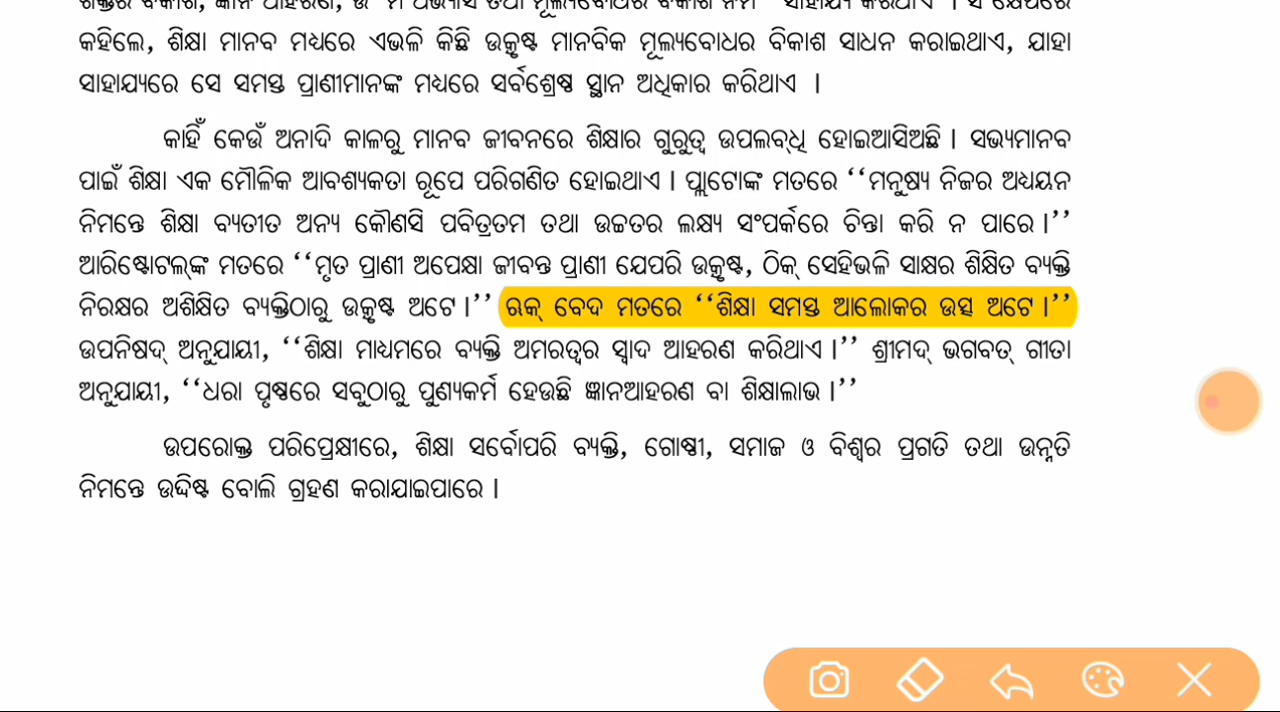 କହିଲେ, ଶିକ୍ଷା ମାନବ ମଧ୍ୟରେ ଏଭଳି କିଛି ଉତ୍କୃଷ୍ଟ ମାନବିକ ମୂଲ୍ୟବୋଧର ବିକାଶ ସାଧନ କରାଇଥାଏ, ଯାହା
ସାହାଯ୍ୟରେ ସେ ସମସ୍ତ ପ୍ରାଣୀମାନଙ୍କ ମଧ୍ୟରେ ସର୍ବଶ୍ରେଷ୍ଠ ସ୍ଥାନ ଅଧିକାର କରିଥାଏ ।
କାହିଁ କେଉଁ ଅନାଦି କାଳରୁ ମାନବ ଜୀବନରେ ଶିକ୍ଷାର ଗୁରୁତ୍ୱ ଉପଲବ୍ଧି ହୋଇଆସିଅଛି । ସଭ୍ୟମାନବ
ପାଇଁ ଶିକ୍ଷା ଏକ ମୌଳିକ ଆବଶ୍ୟକତା ରୂପେ ପରିଗଣିତ ହୋଇଥାଏ । ପ୍ଲାଟୋଙ୍କ ମତରେ ‘‘ମନୁଷ୍ୟ ନିଜର ଅଧ୍ୟୟନ
ନିମନ୍ତେ ଶିକ୍ଷା ବ୍ୟତୀତ ଅନ୍ୟ କୌଣସି ପବିତ୍ରତମ ତଥା ଉଚ୍ଚତର ଲକ୍ଷ୍ୟ ସଂପର୍କରେ ଚିନ୍ତା କରି ନ ପାରେ ।’’
ଆରିଷ୍ଟୋଟଲ୍‌ଙ୍କ ମତରେ ‘‘ମୃତ ପ୍ରାଣୀ ଅପେକ୍ଷା ଜୀବନ୍ତ ପ୍ରାଣୀ ଯେପରି ଉତ୍କୃଷ୍ଟ, ଠିକ୍ ସେହିଭଳି ସାକ୍ଷର ଶିକ୍ଷିତ ବ୍ୟକ୍ତି
ନିରକ୍ଷର ଅଶିକ୍ଷିତ ବ୍ୟକ୍ତିଠାରୁ ଉତ୍କୃଷ୍ଟ ଅଟେ ।’’ ଋକ୍ ବେଦ ମତରେ ‘‘ଶିକ୍ଷା ସମସ୍ତ ଆଲୋକର ଉତ୍ସ ଅଟେ ।’’
ଉପନିଷଦ୍ ଅନୁଯାୟୀ, ‘‘ଶିକ୍ଷା ମାଧ୍ୟମରେ ବ୍ୟକ୍ତି ଅମରତ୍ୱର ସ୍ୱାଦ ଆହରଣ କରିଥାଏ ।’’ ଶ୍ରୀମଦ୍ ଭଗବତ୍ ଗୀତା
ଅନୁଯାୟୀ, ‘‘ଧରା ପୃଷ୍ଠରେ ସବୁଠାରୁ ପୁଣ୍ୟକର୍ମ ହେଉଛି ଜ୍ଞାନଆହରଣ ବା ଶିକ୍ଷାଲାଭ ।’’
ଉପରୋକ୍ତ ପରିପ୍ରେକ୍ଷୀରେ, ଶିକ୍ଷା ସର୍ବୋପରି ବ୍ୟକ୍ତି, ଗୋଷ୍ଠୀ, ସମାଜ ଓ ବିଶ୍ୱର ପ୍ରଗତି ତଥା ଉନ୍ନତି
ନିମନ୍ତେ ଉଦ୍ଦିଷ୍ଟ ବୋଲି ଗ୍ରହଣ କରାଯାଇପାରେ ।